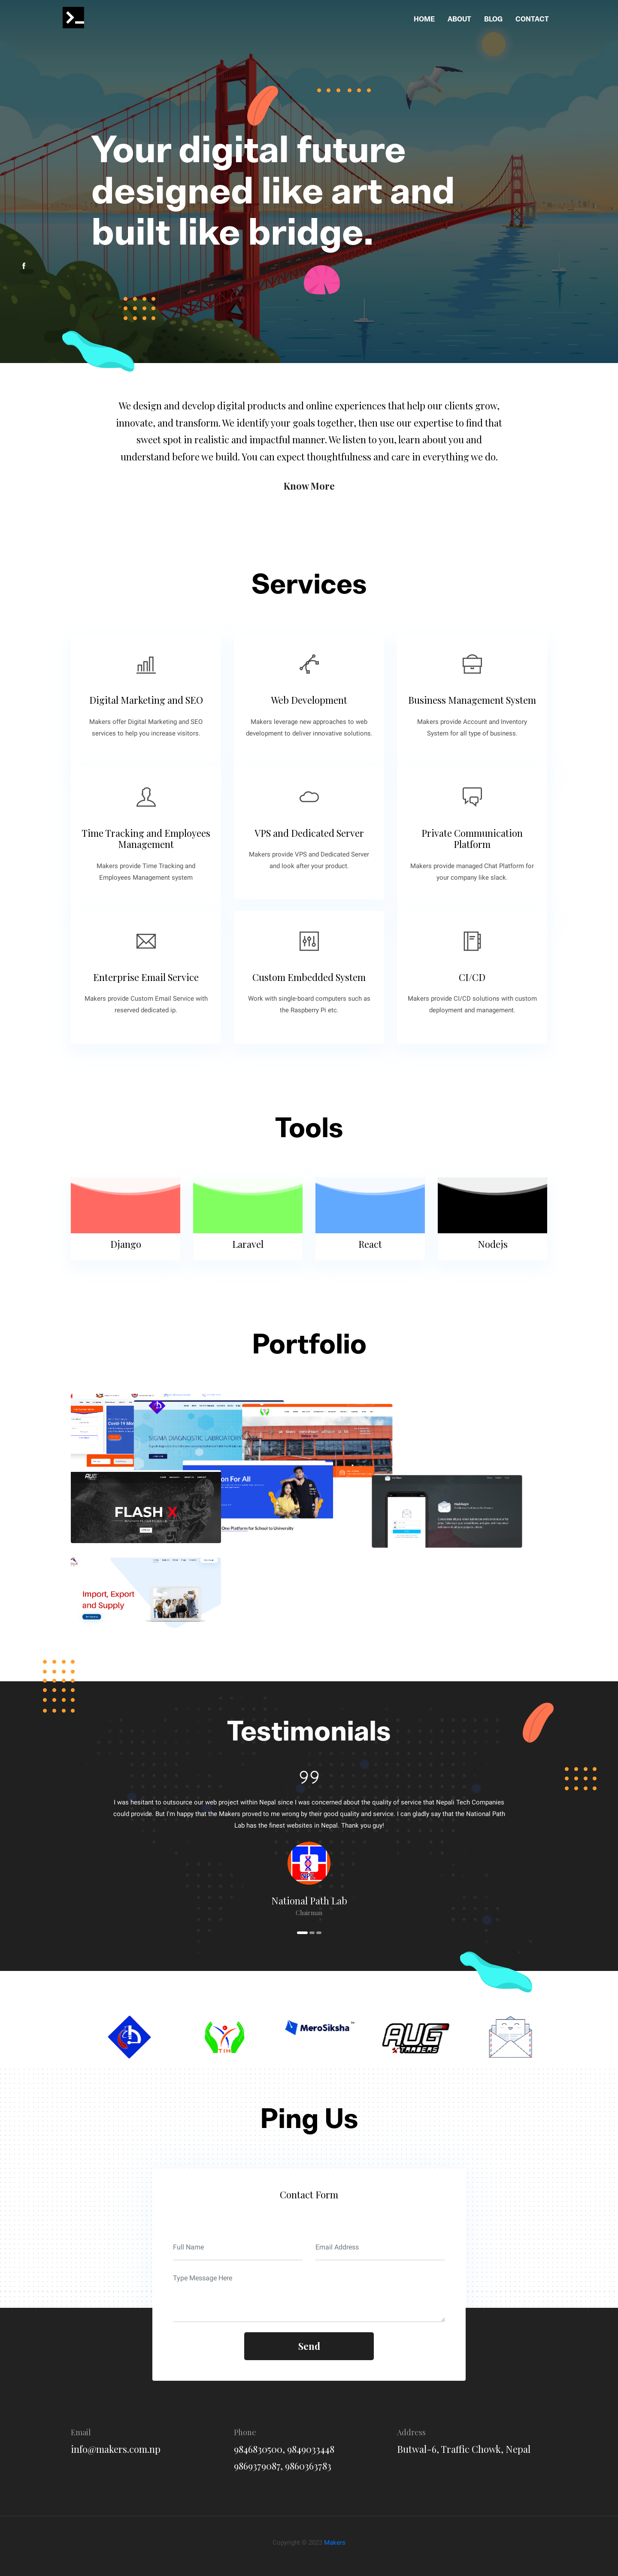 HOME ABOUT BLOG CONTACT
Your digital future
designed like art and
built like bridge.
We design and develop digital products and online experiences that help our clients grow,
innovate, and transform. We identify your goals together, then use our expertise to find that
sweet spot in realistic and impactful manner. We listen to you, learn about you and
understand before we build. You can expect thoughtfulness and care in everything we do.
Know More
Services
Digital Marketing and SEO
Makers offer Digital Marketing and SEO
services to help you increase visitors.
Web Development
Makers leverage new approaches to web
development to deliver innovative solutions.
Business Management System
Makers provide Account and Inventory
System for all type of business.
Time Tracking and Employees
Management
Makers provide Time Tracking and
Employees Management system
VPS and Dedicated Server
Makers provide VPS and Dedicated Server
and look after your product.
Private Communication
Platform
Makers provide managed Chat Platform for
your company like slack.
Enterprise Email Service
Makers provide Custom Email Service with
reserved dedicated ip.
Custom Embedded System
Work with single-board computers such as
the Raspberry Pi etc.
CI/CD
Makers provide CI/CD solutions with custom
deployment and management.
Tools
Django
Laravel
React
Nodejs
Portfolio
SIGMA DIAGNOSTIC LABORATORY
on For All
One Platform for School to University
FLASH X
Import, Export
and Supply
Testimonials
I was hesitant to outsource our web project within Nepal since I was concerned about the quality of service that Nepali Tech Companies
could provide. But I'm happy that the Makers proved to me wrong by their good quality and service. I can gladly say that the National Path
Lab has the finest websites in Nepal. Thank you guy!
National Path Lab
Chairman
MeroSiksha
AUG
TRADERS
Ping Us
Contact Form
Full Name
Email Address
Type Message Here
Send
Email
info@makers.com.np
Phone
9846830500, 9849033448
9869379087, 9860363783
Address
Butwal-6, Traffic Chowk, Nepal
Copyright © 2023 Makers